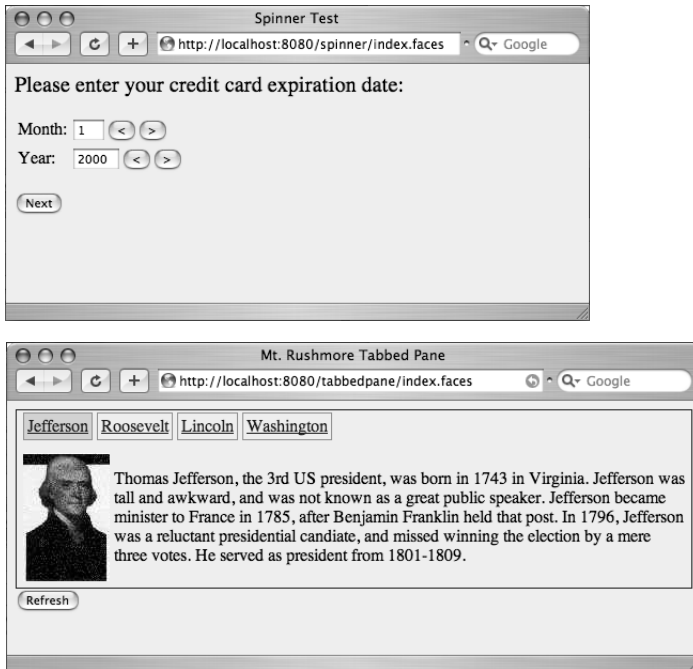 Spinner Test
http://localhost:8080/spinner/index.faces
Google
Please enter your credit card expiration date:
Month: 1 < >
Year: 2000 < >
Next
Mt. Rushmore Tabbed Pane
http://localhost:8080/tabbedpane/index.faces
Google
Jefferson Roosevelt Lincoln Washington
Thomas Jefferson, the 3rd US president, was born in 1743 in Virginia. Jefferson was
tall and awkward, and was not known as a great public speaker. Jefferson became
minister to France in 1785, after Benjamin Franklin held that post. In 1796, Jefferson
was a reluctant presidential candiate, and missed winning the election by a mere
three votes. He served as president from 1801-1809.
Refresh